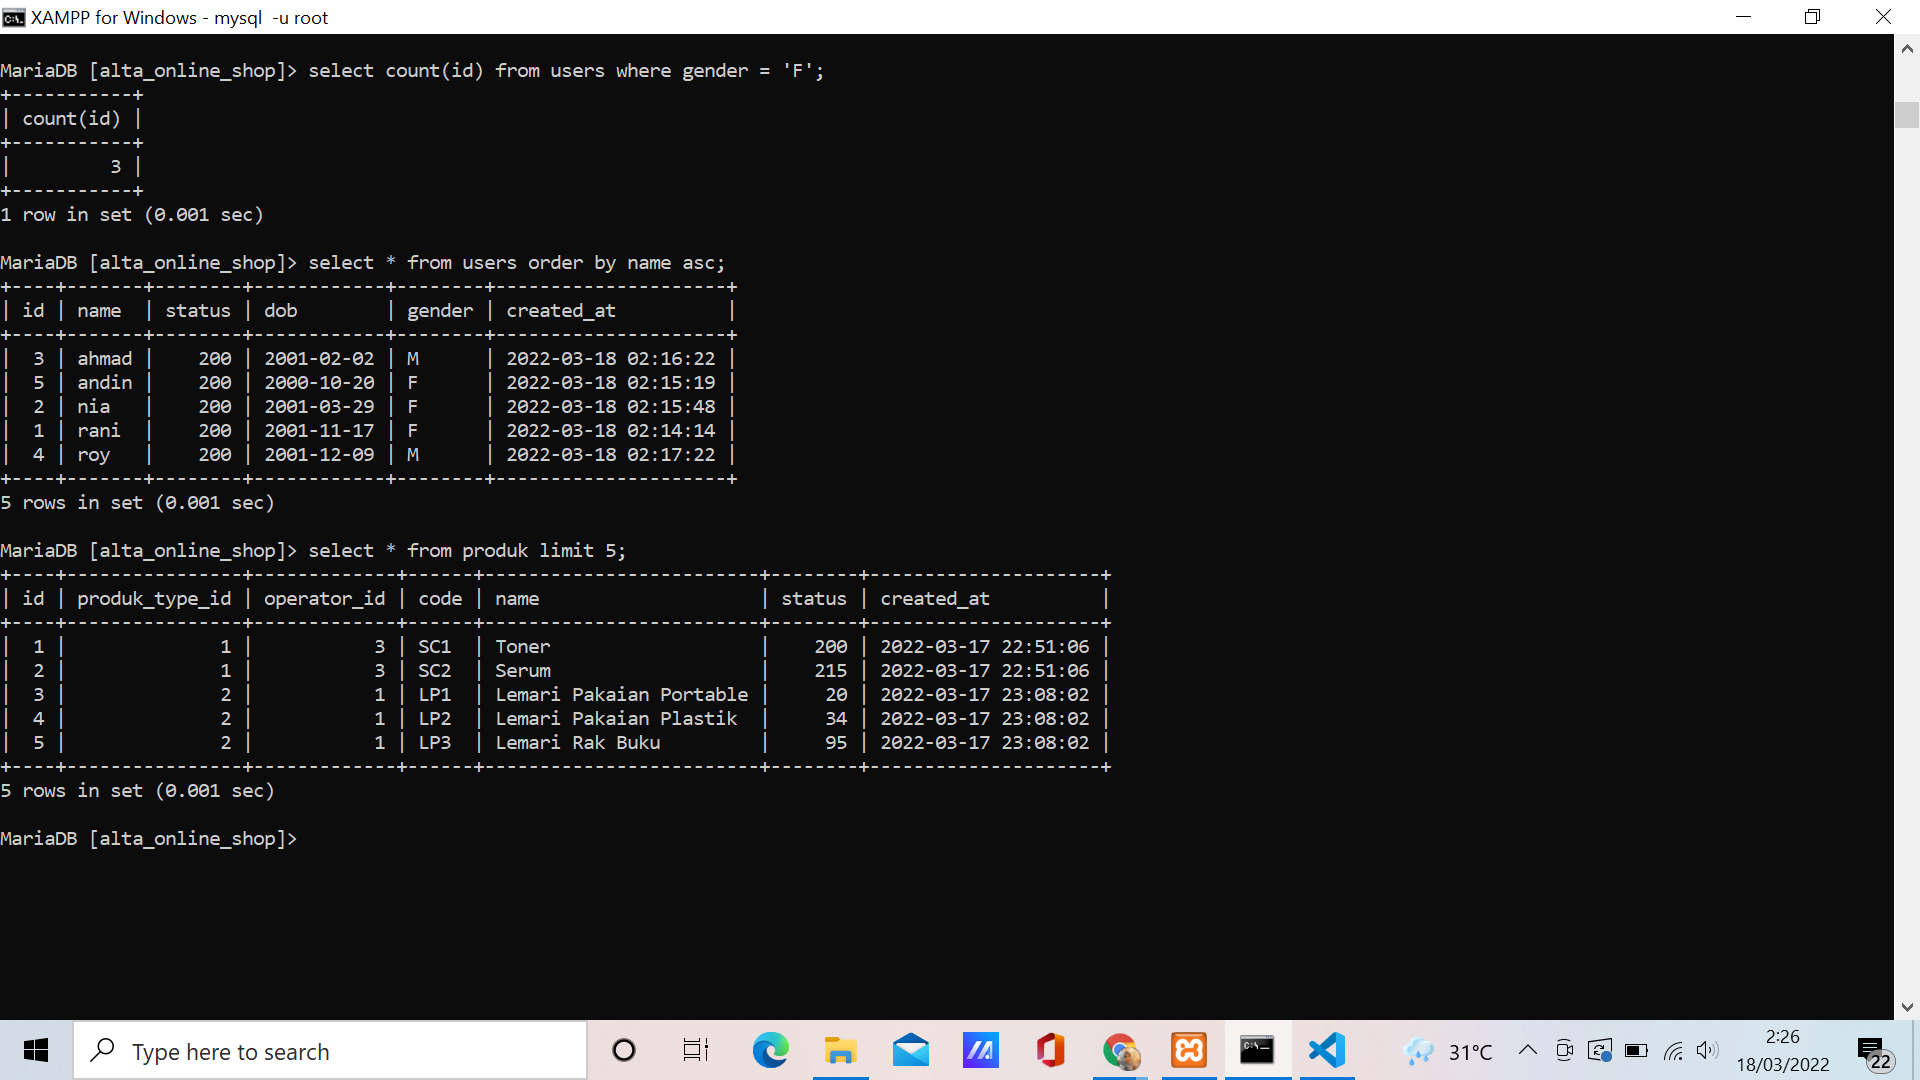 XAMPP for Windows - mysql  -u root
MariaDB [alta_online_shop]> select count(id) from users where gender = 'F';
+-----------+
| count(id) |
+-----------+
|         3 |
+-----------+
1 row in set (0.001 sec)
MariaDB [alta_online_shop]> select * from users order by name asc;
+----+-------+--------+------------+--------+---------------------+
| id | name  | status | dob        | gender | created_at          |
+----+-------+--------+------------+--------+---------------------+
|  3 | ahmad |    200 | 2001-02-02 | M      | 2022-03-18 02:16:22 |
|  5 | andin |    200 | 2000-10-20 | F      | 2022-03-18 02:15:19 |
|  2 | nia   |    200 | 2001-03-29 | F      | 2022-03-18 02:15:48 |
|  1 | rani  |    200 | 2001-11-17 | F      | 2022-03-18 02:14:14 |
|  4 | roy   |    200 | 2001-12-09 | M      | 2022-03-18 02:17:22 |
+----+-------+--------+------------+--------+---------------------+
5 rows in set (0.001 sec)
MariaDB [alta_online_shop]> select * from produk limit 5;
+----+----------------+-------------+------+-------------------------+--------+---------------------+
| id | produk_type_id | operator_id | code | name                    | status | created_at          |
+----+----------------+-------------+------+-------------------------+--------+---------------------+
|  1 |              1 |           3 | SC1  | Toner                   |    200 | 2022-03-17 22:51:06 |
|  2 |              1 |           3 | SC2  | Serum                   |    215 | 2022-03-17 22:51:06 |
|  3 |              2 |           1 | LP1  | Lemari Pakaian Portable |     20 | 2022-03-17 23:08:02 |
|  4 |              2 |           1 | LP2  | Lemari Pakaian Plastik  |     34 | 2022-03-17 23:08:02 |
|  5 |              2 |           1 | LP3  | Lemari Rak Buku         |     95 | 2022-03-17 23:08:02 |
+----+----------------+-------------+------+-------------------------+--------+---------------------+
5 rows in set (0.001 sec)
MariaDB [alta_online_shop]>
Type here to search
31°C
2:26
18/03/2022
22